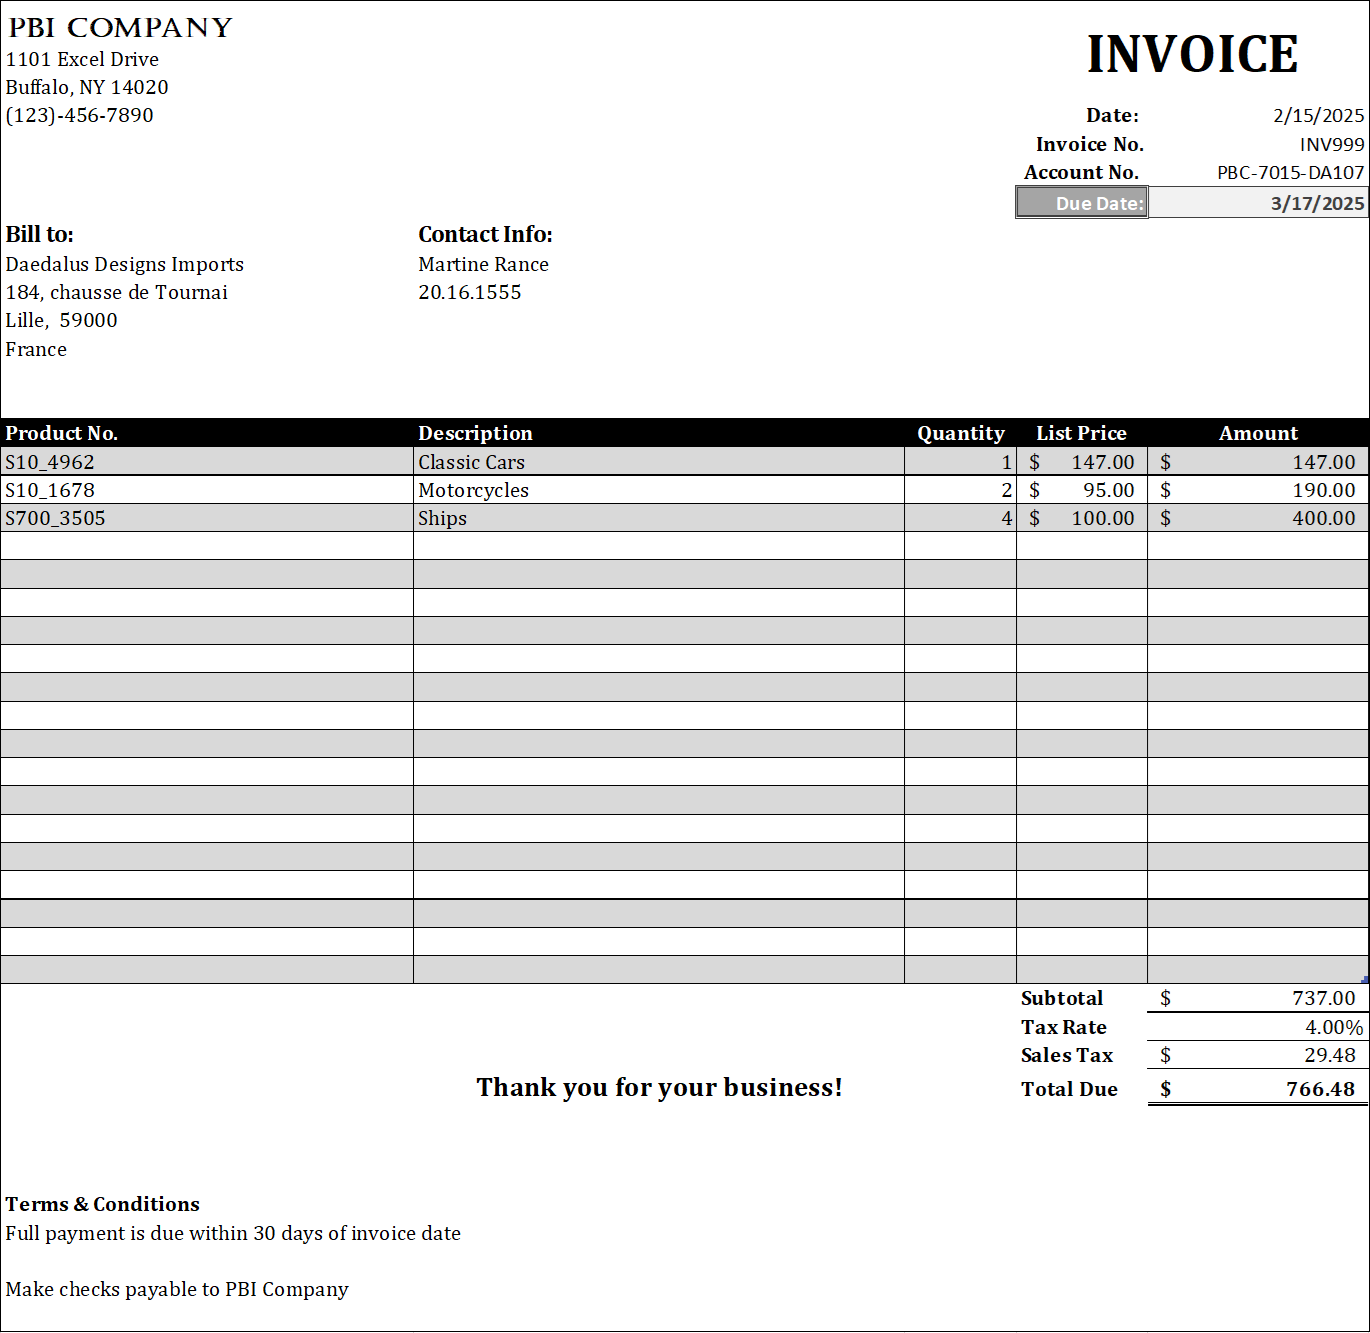 PBI COMPANY
1101 Excel Drive
Buffalo, NY 14020
(123)-456-7890
INVOICE
Date: 2/15/2025
Invoice No. INV999
Account No. PBC-7015-DA107
Due Date: 3/17/2025
Bill to:
Daedalus Designs Imports
184, chausse de Tournai
Lille,  59000
France
Contact Info:
Martine Rance
20.16.1555
Product No. Description Quantity List Price Amount
S10_4962 Classic Cars 1 $ 147.00 $ 147.00
S10_1678 Motorcycles 2 $ 95.00 $ 190.00
S700_3505 Ships 4 $ 100.00 $ 400.00
Subtotal $ 737.00
Tax Rate 4.00%
Sales Tax $ 29.48
Total Due $ 766.48
Thank you for your business!
Terms & Conditions
Full payment is due within 30 days of invoice date
Make checks payable to PBI Company